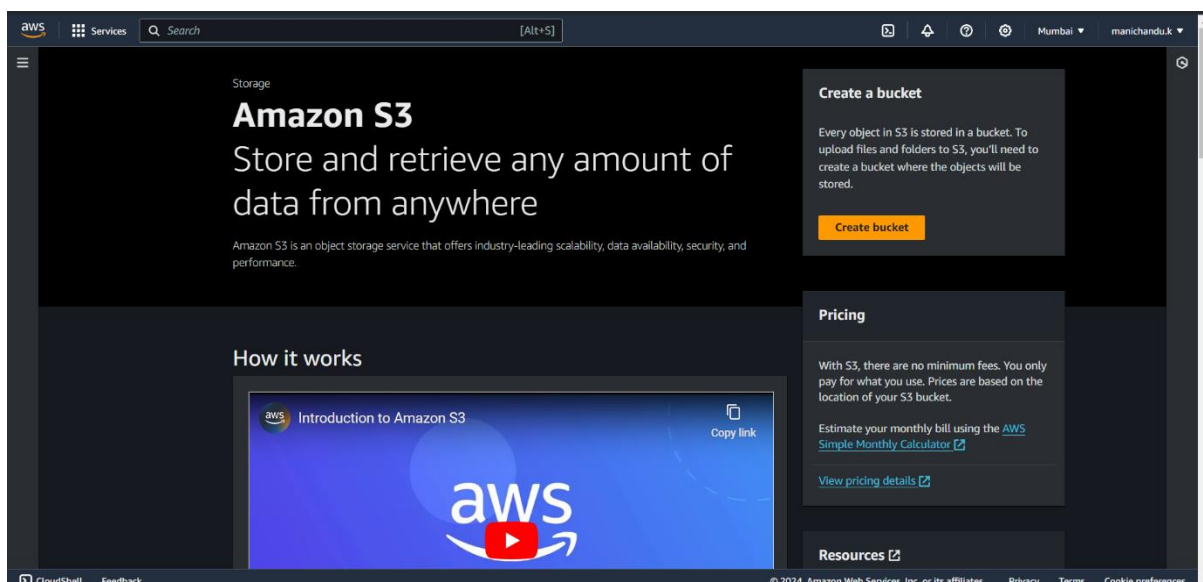 aws Services Search [Alt+S] Mumbai manichandu.k
Storage
Amazon S3
Store and retrieve any amount of
data from anywhere
Amazon S3 is an object storage service that offers industry-leading scalability, data availability, security, and
performance.
Create a bucket
Every object in S3 is stored in a bucket. To
upload files and folders to S3, you'll need to
create a bucket where the objects will be
stored.
Create bucket
How it works
aws Introduction to Amazon S3
Copy link
aws
Pricing
With S3, there are no minimum fees. You only
pay for what you use. Prices are based on the
location of your S3 bucket.
Estimate your monthly bill using the AWS
Simple Monthly Calculator
View pricing details
Resources
CloudShell Feedback © 2024, Amazon Web Services, Inc. or its affiliates. Privacy Terms Cookie preferences